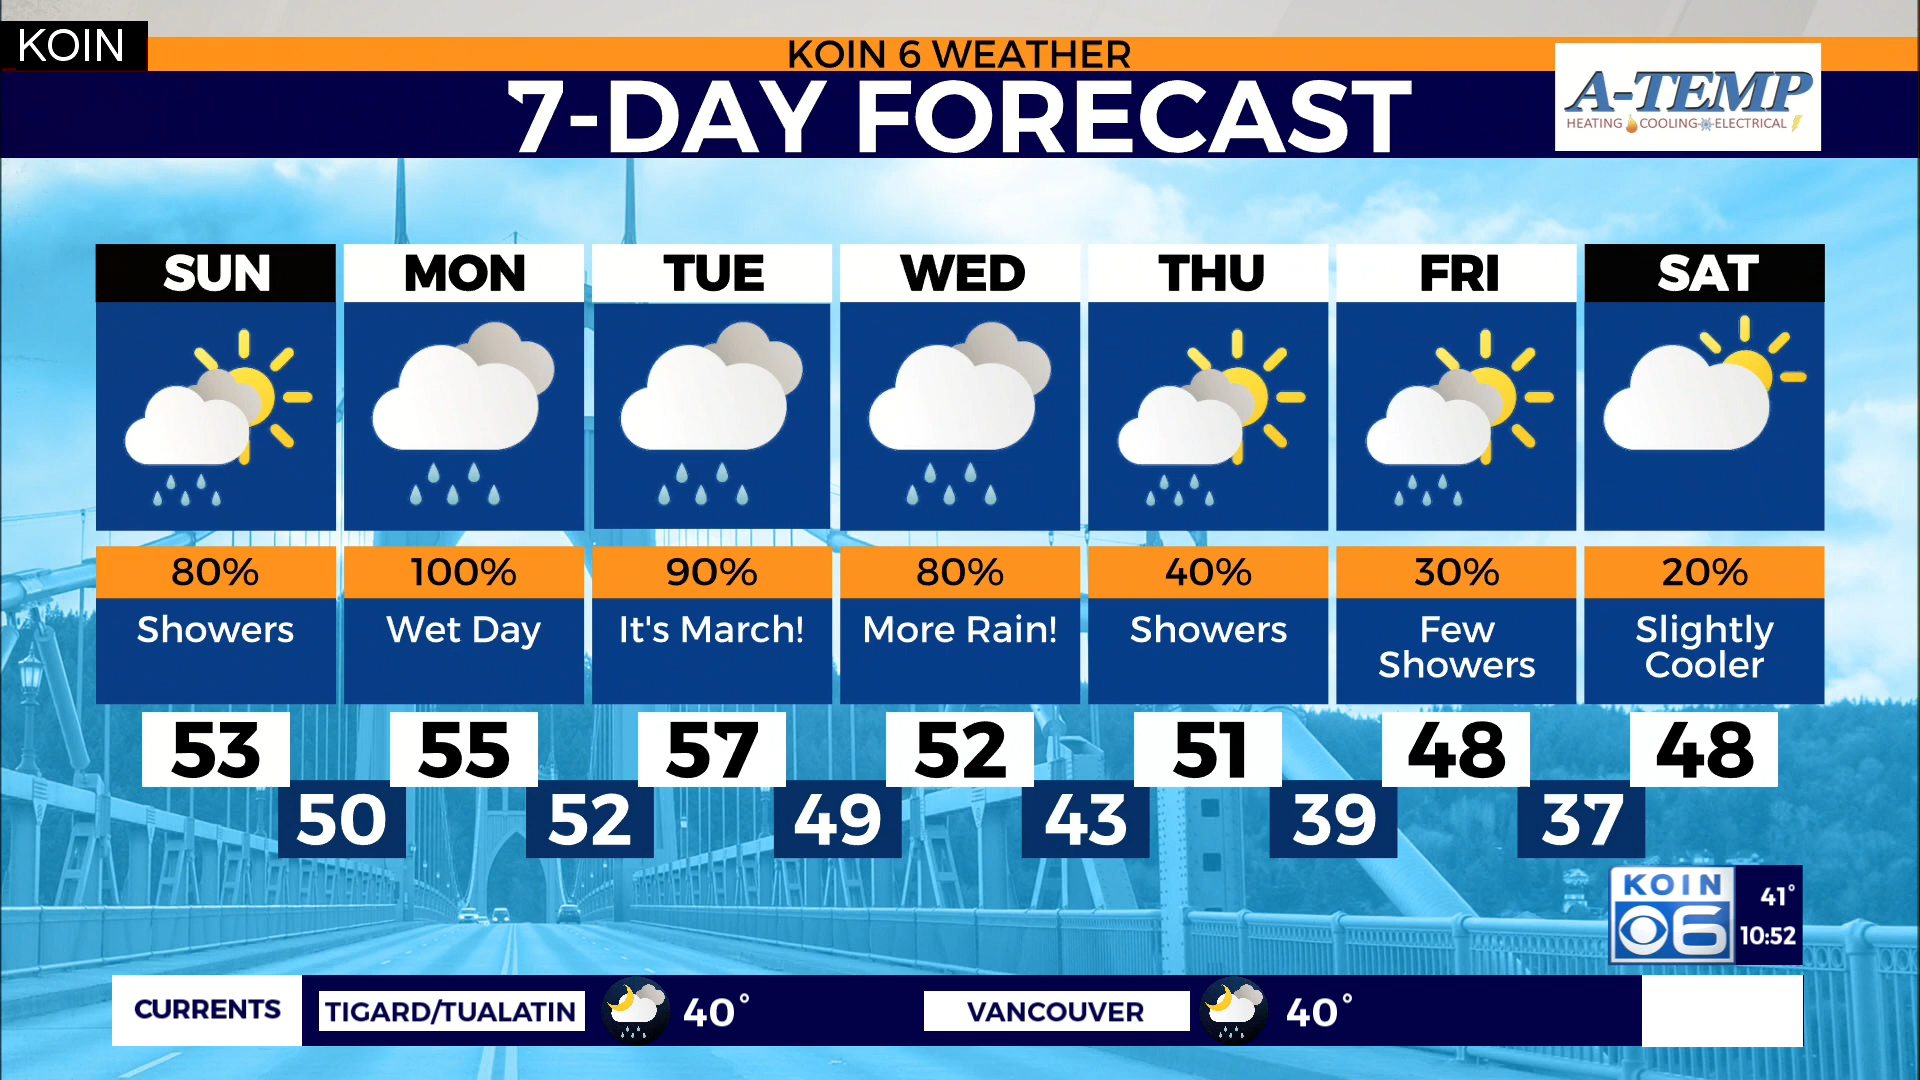 KOIN
KOIN 6 WEATHER
7-DAY FORECAST
A-TEMP
HEATING COOLING ELECTRICAL
SUN MON TUE WED THU FRI SAT
80% 100% 90% 80% 40% 30% 20%
Showers Wet Day It's March! More Rain! Showers Few Showers Slightly Cooler
53 55 57 52 51 48 48
50 52 49 43 39 37
KOIN 6
41°
10:52
CURRENTS TIGARD/TUALATIN 40° VANCOUVER 40°